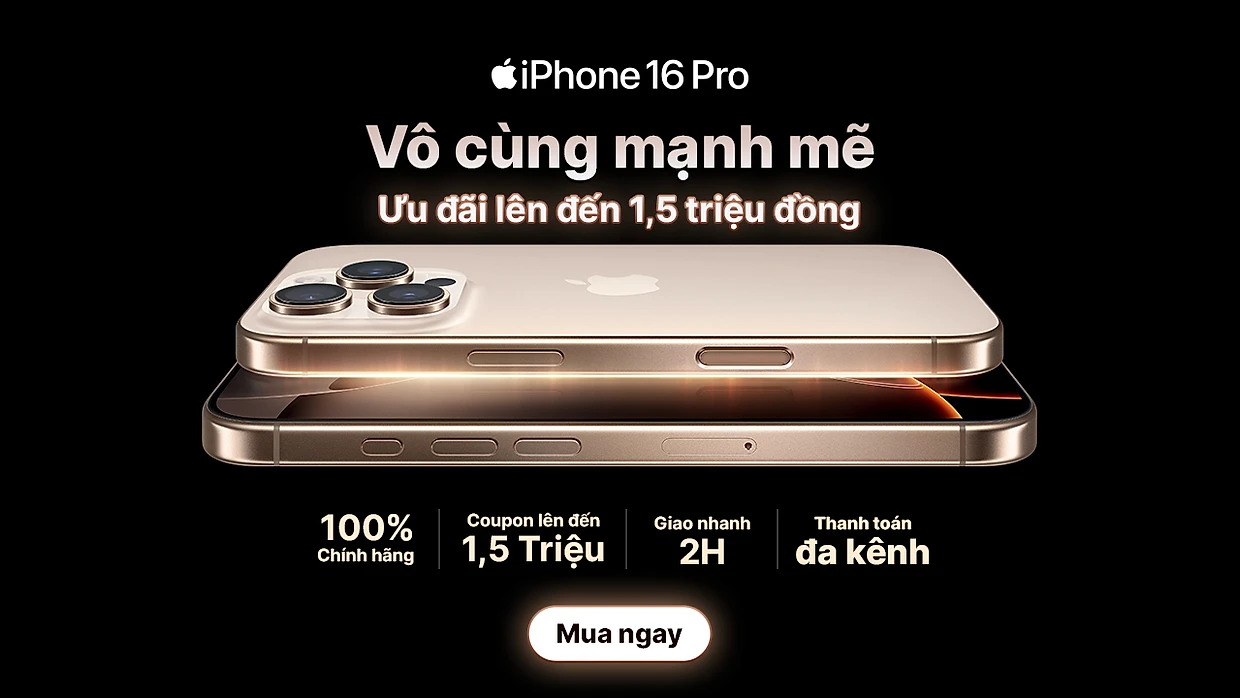 iPhone 16 Pro
Vô cùng mạnh mẽ
Ưu đãi lên đến 1,5 triệu đồng
100%
Chính hãng
Coupon lên đến
1,5 Triệu
Giao nhanh
2H
Thanh toán
đa kênh
Mua ngay